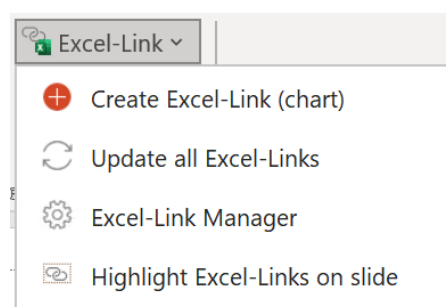 Excel-Link
Create Excel-Link (chart)
Update all Excel-Links
Excel-Link Manager
Highlight Excel-Links on slide